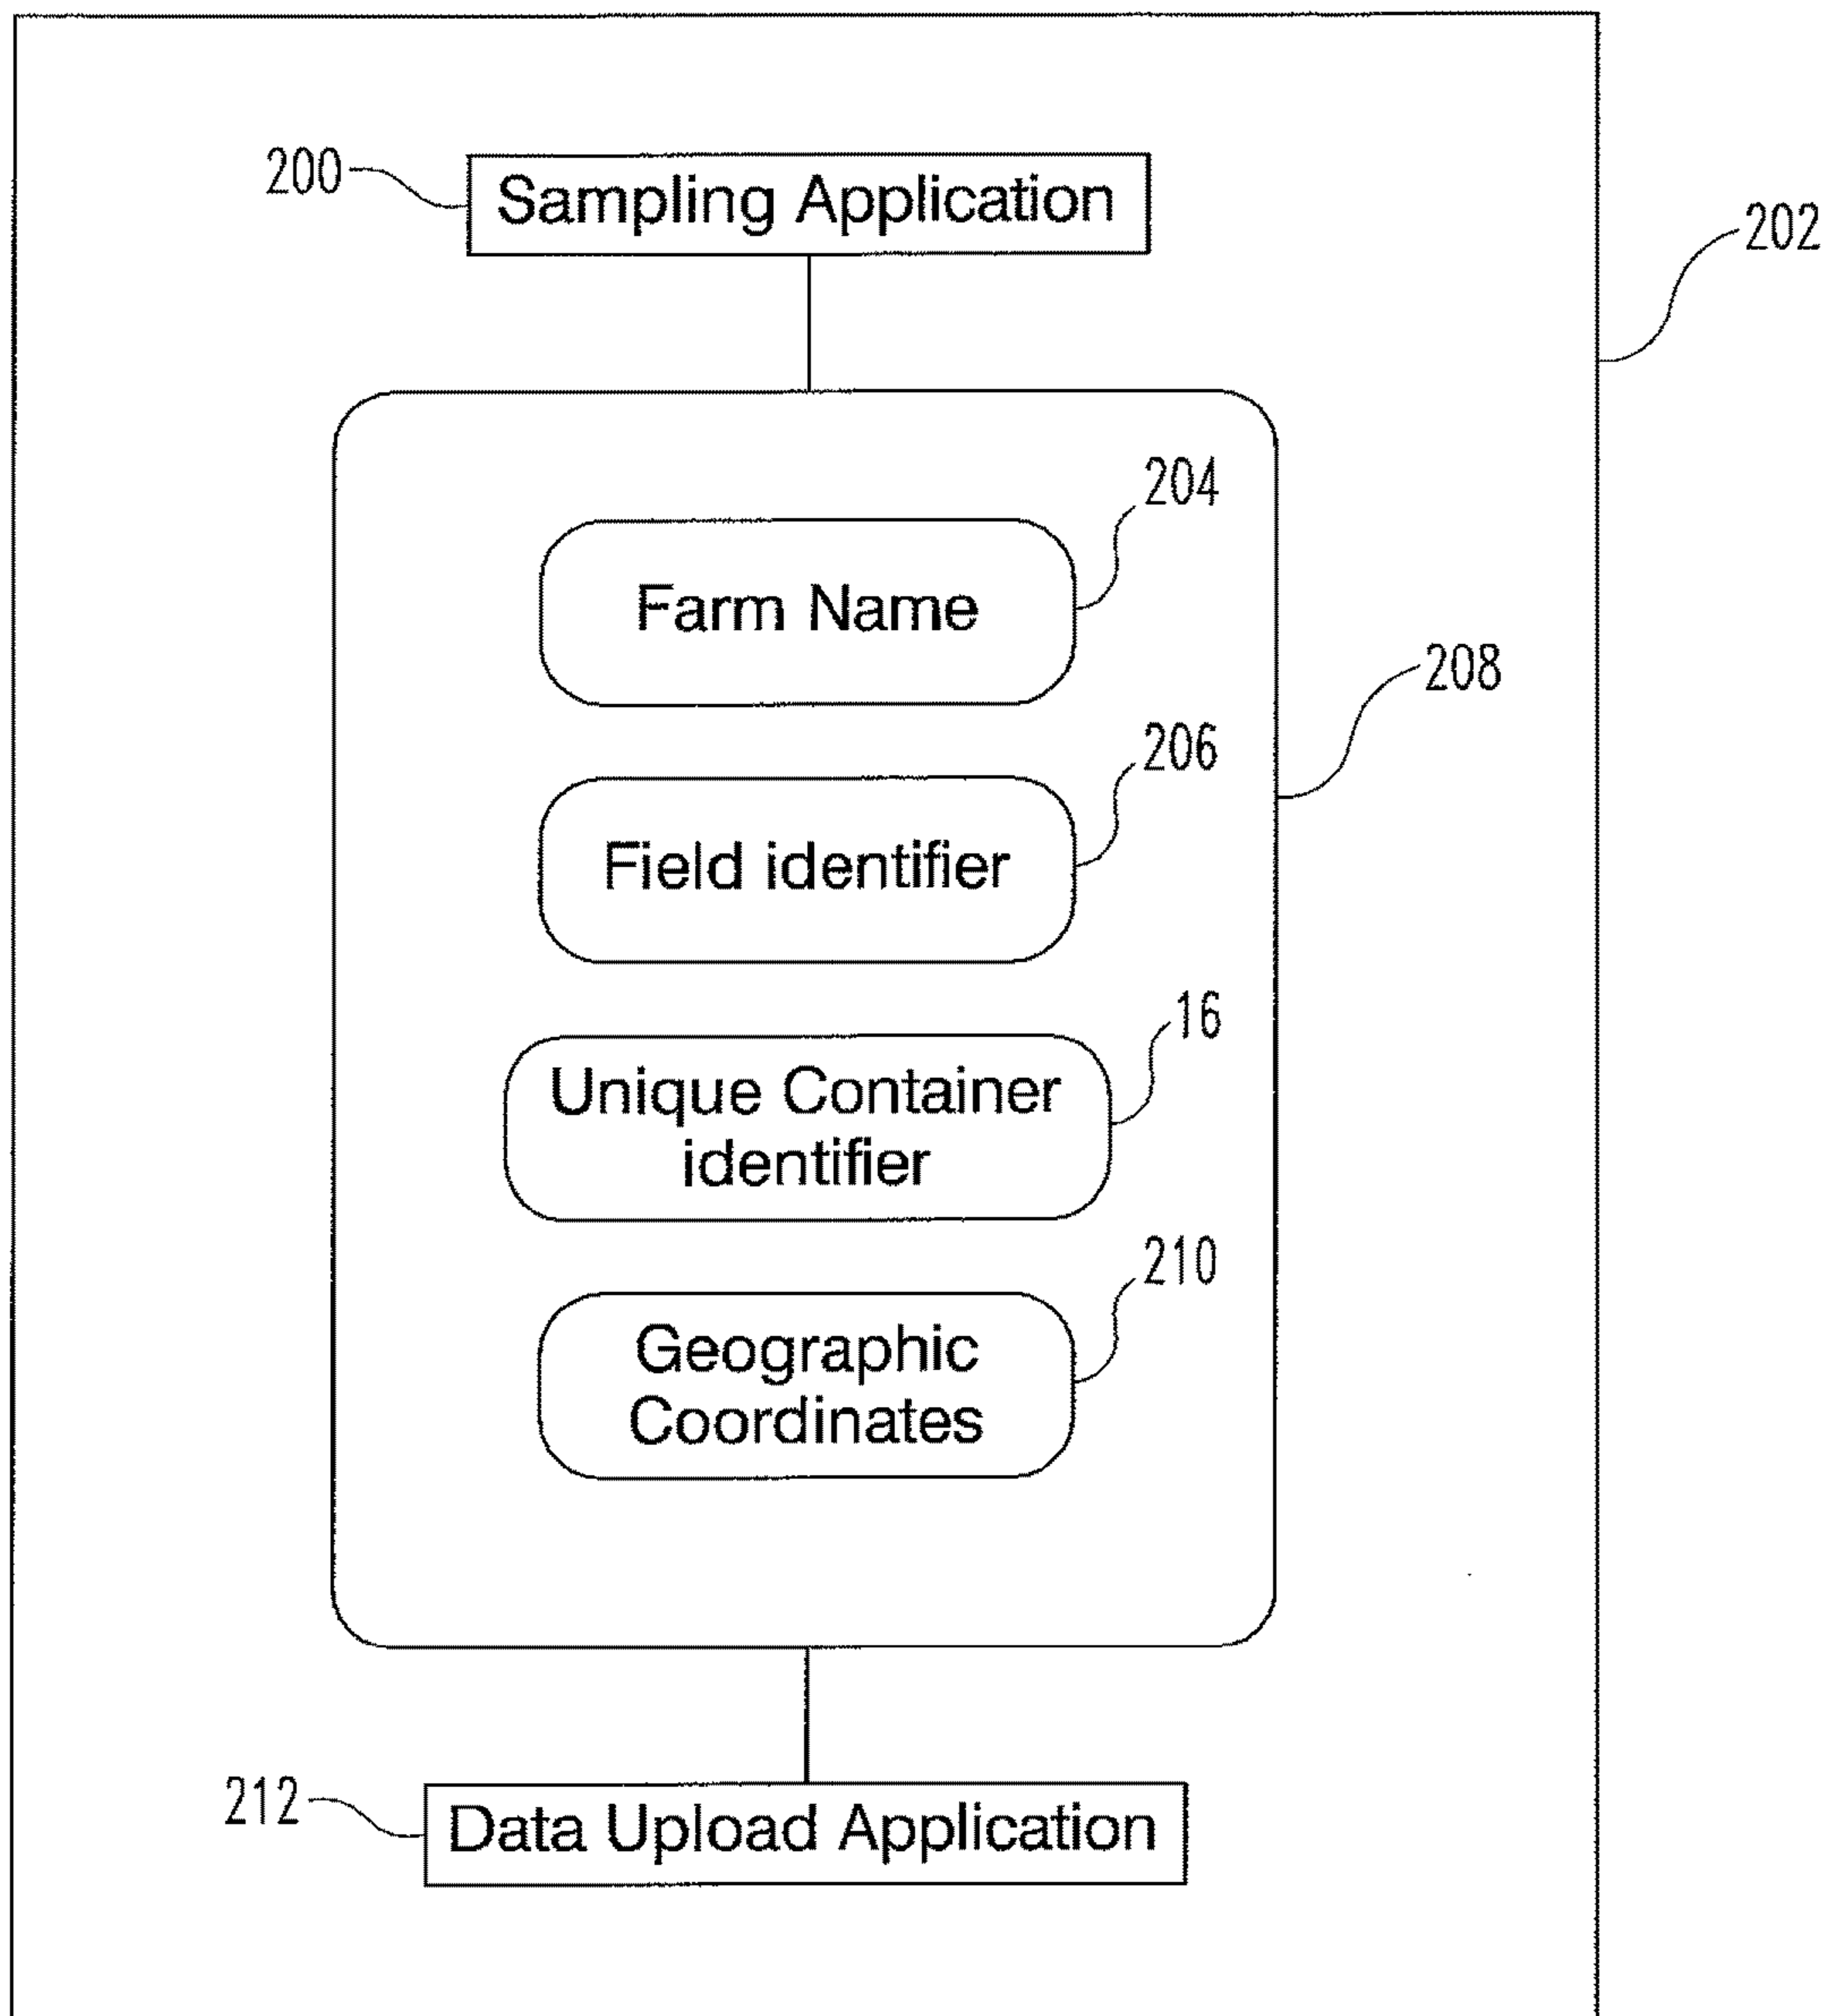 200
Sampling Application
202
204
Farm Name
208
206
Field identifier
16
Unique Container
identifier
210
Geographic
Coordinates
212
Data Upload Application